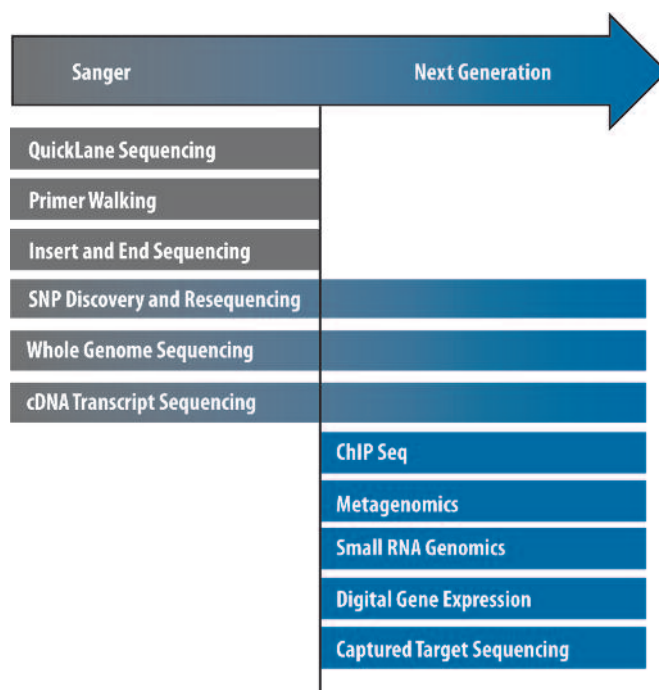 Sanger
Next Generation
QuickLane Sequencing
Primer Walking
Insert and End Sequencing
SNP Discovery and Resequencing
Whole Genome Sequencing
cDNA Transcript Sequencing
ChIP Seq
Metagenomics
Small RNA Genomics
Digital Gene Expression
Captured Target Sequencing